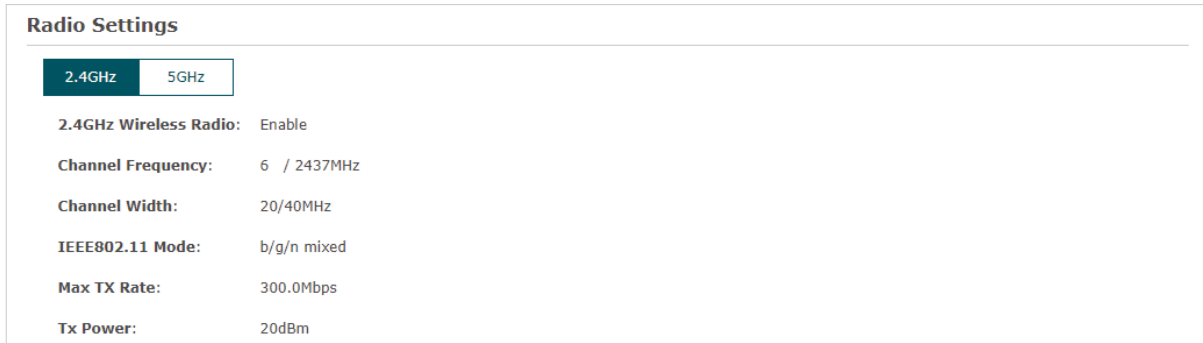 Radio Settings
2.4GHz 5GHz
2.4GHz Wireless Radio: Enable
Channel Frequency: 6 / 2437MHz
Channel Width: 20/40MHz
IEEE802.11 Mode: b/g/n mixed
Max TX Rate: 300.0Mbps
Tx Power: 20dBm